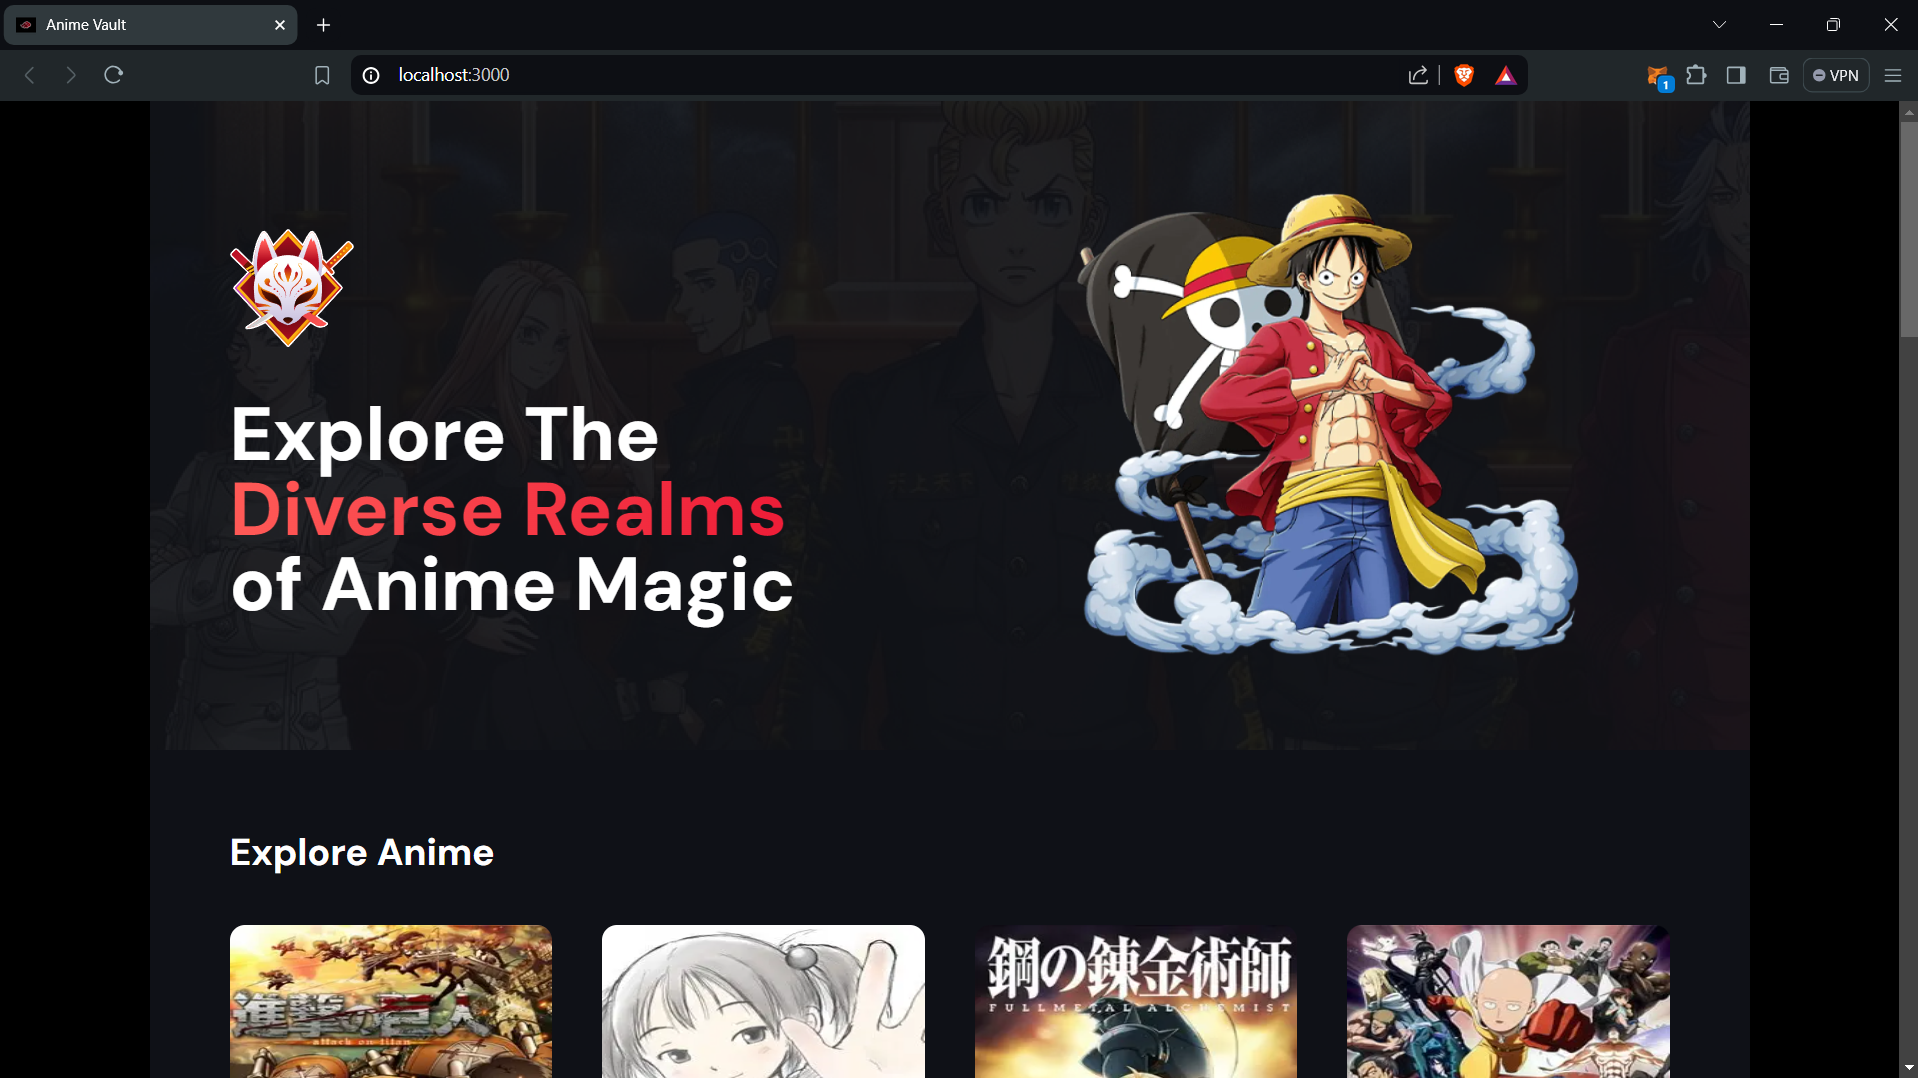 Anime Vault
localhost:3000
1
VPN
Explore The
Diverse Realms
of Anime Magic
Explore Anime
進撃の巨人
attack on titan
鋼の錬金術師
FULLMETAL ALCHEMIST